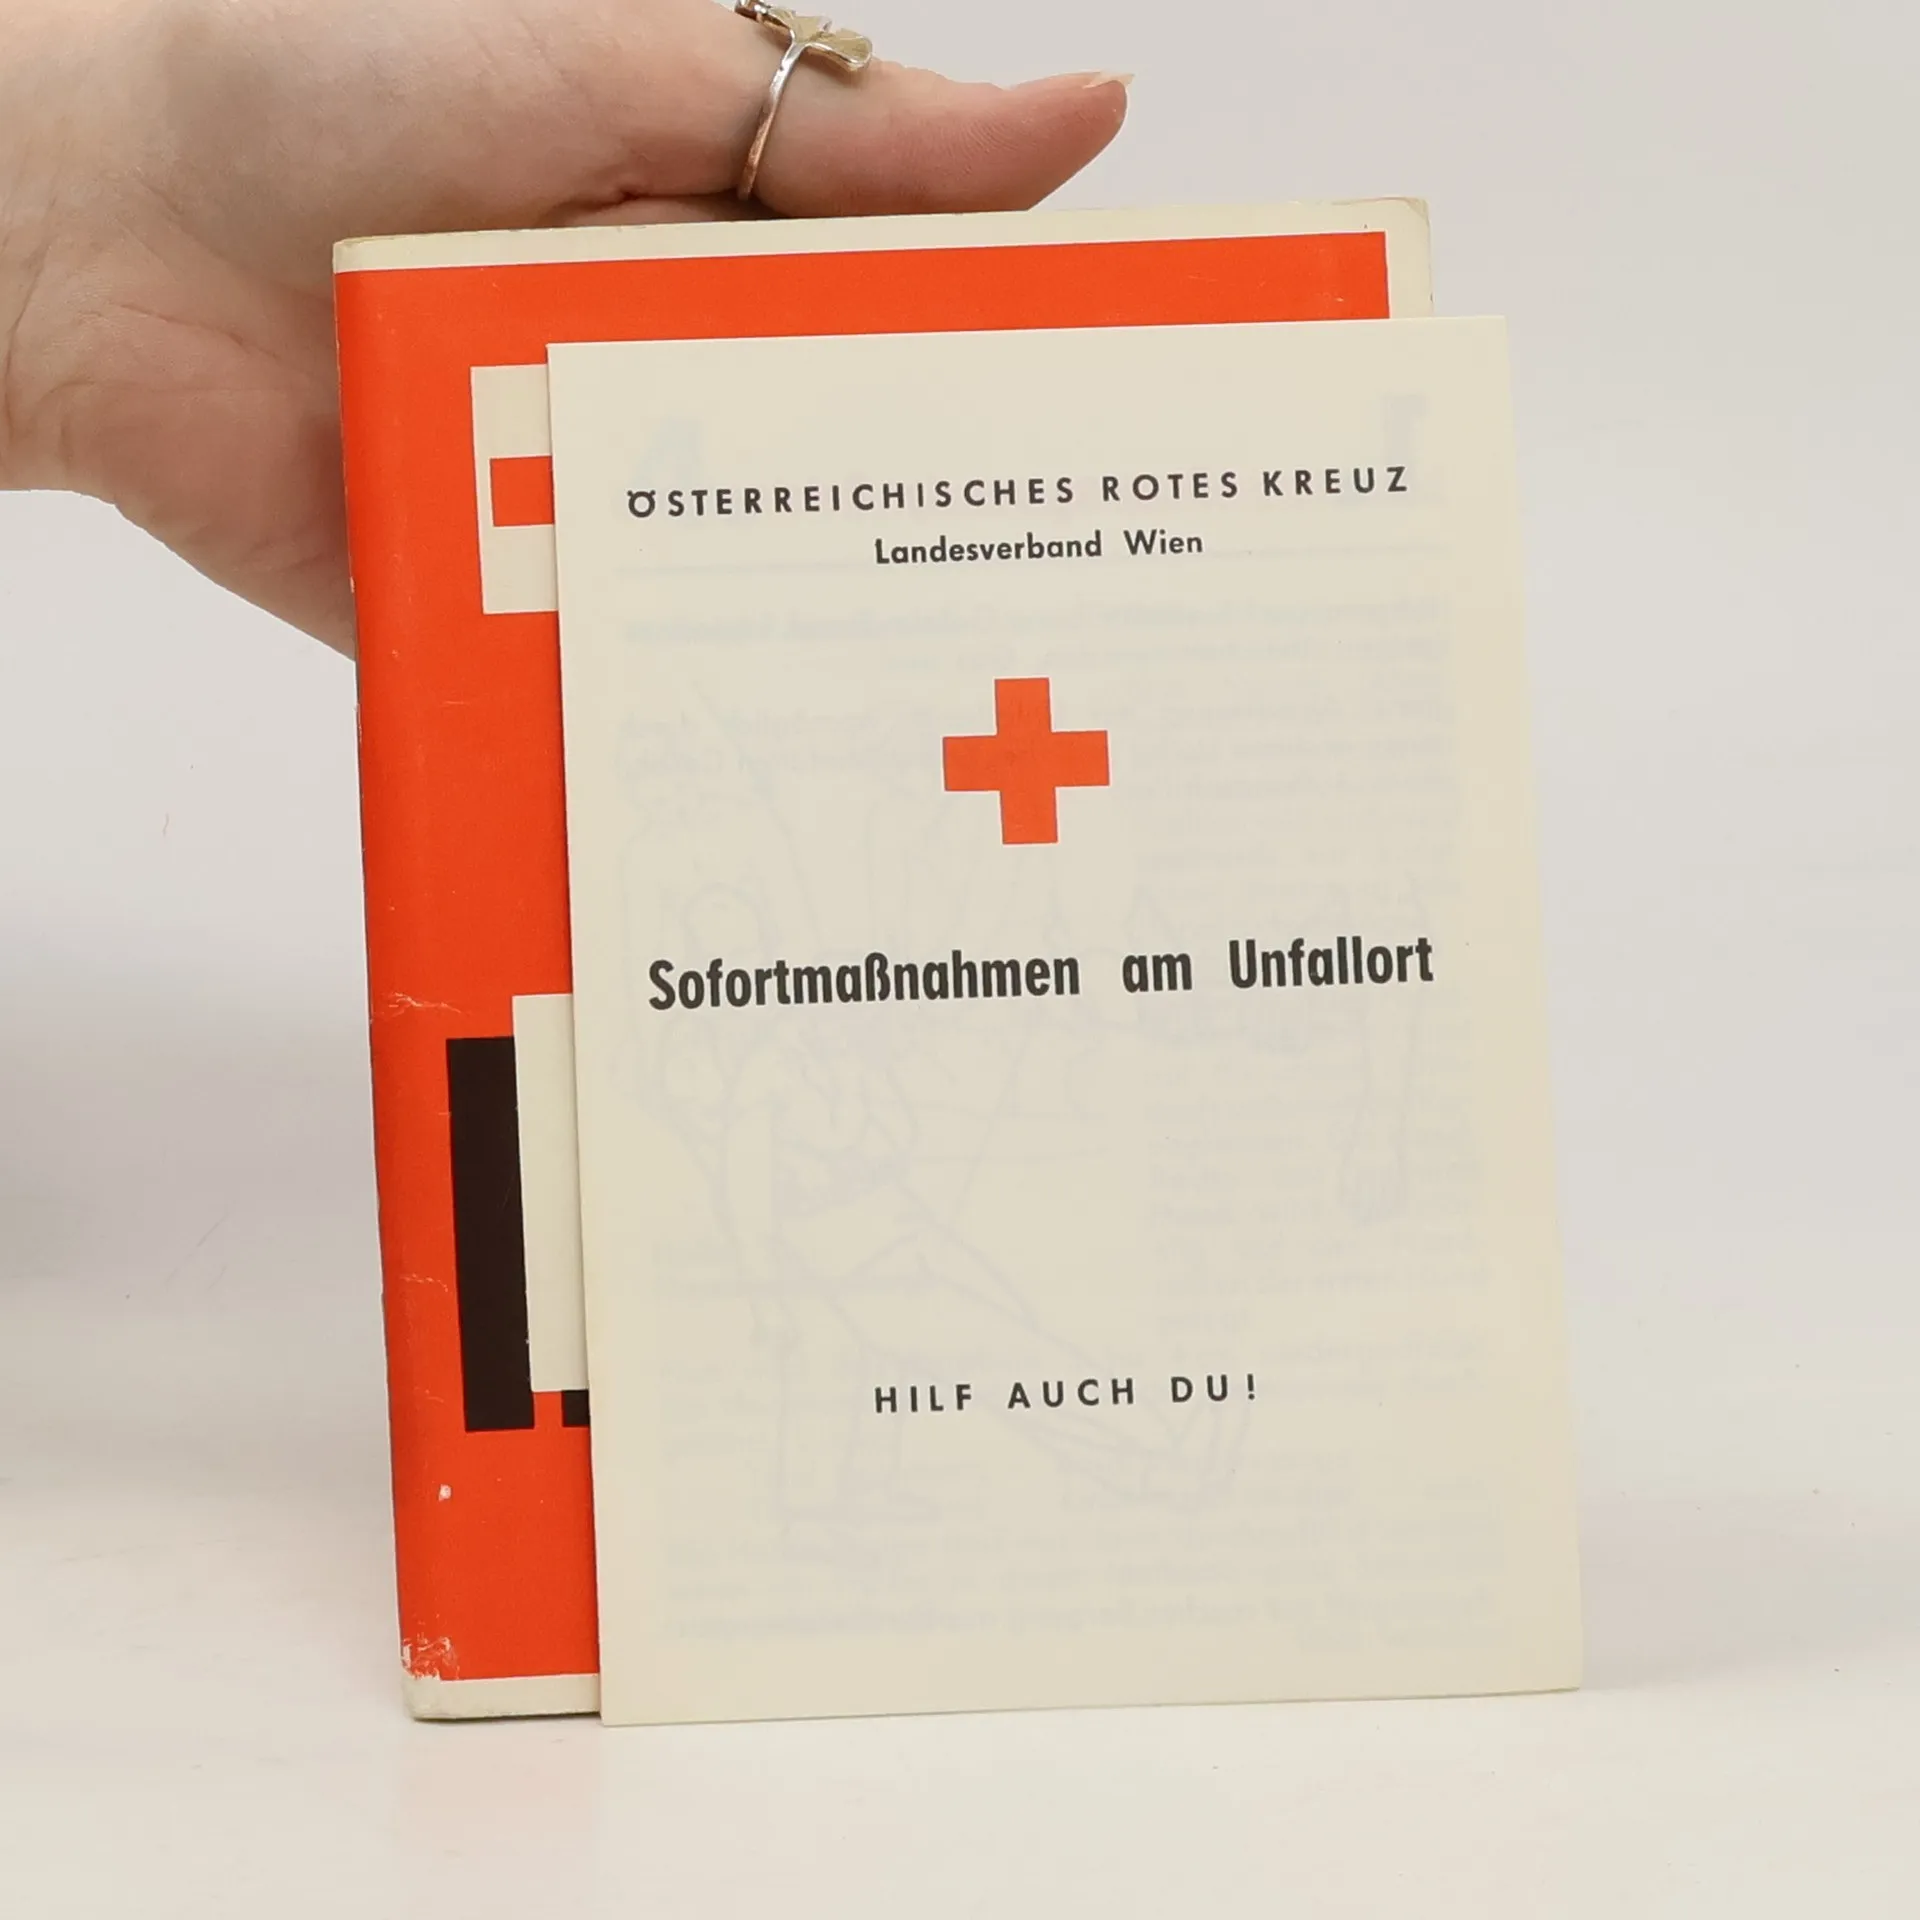 ÖSTERREICHISCHES ROTES KREUZ
Landesverband Wien
Sofortmaßnahmen am Unfallort
HILF AUCH DU!